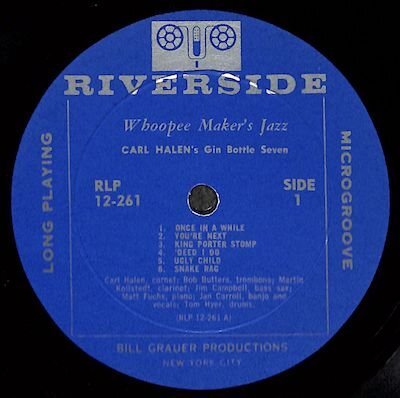 RIVERSIDE
Whoopee Maker's Jazz
CARL HALEN's Gin Bottle Seven
LONG PLAYING
MICROGROOVE
RLP
12-261
SIDE
1
1. ONCE IN A WHILE
2. YOU'RE NEXT
3. KING PORTER STOMP
4. 'DEED I DO
5. UGLY CHILD
6. SNAKE RAG
Carl Halen, cornet; Bob Butters, trombone; Martin
Kollstedt, clarinet; Jim Campbell, bass sax;
Matt Fuchs, piano; Jan Carroll, banjo and
vocals; Tom Hyer, drums.
(RLP 12-261 A)
BILL GRAUER PRODUCTIONS
NEW YORK CITY